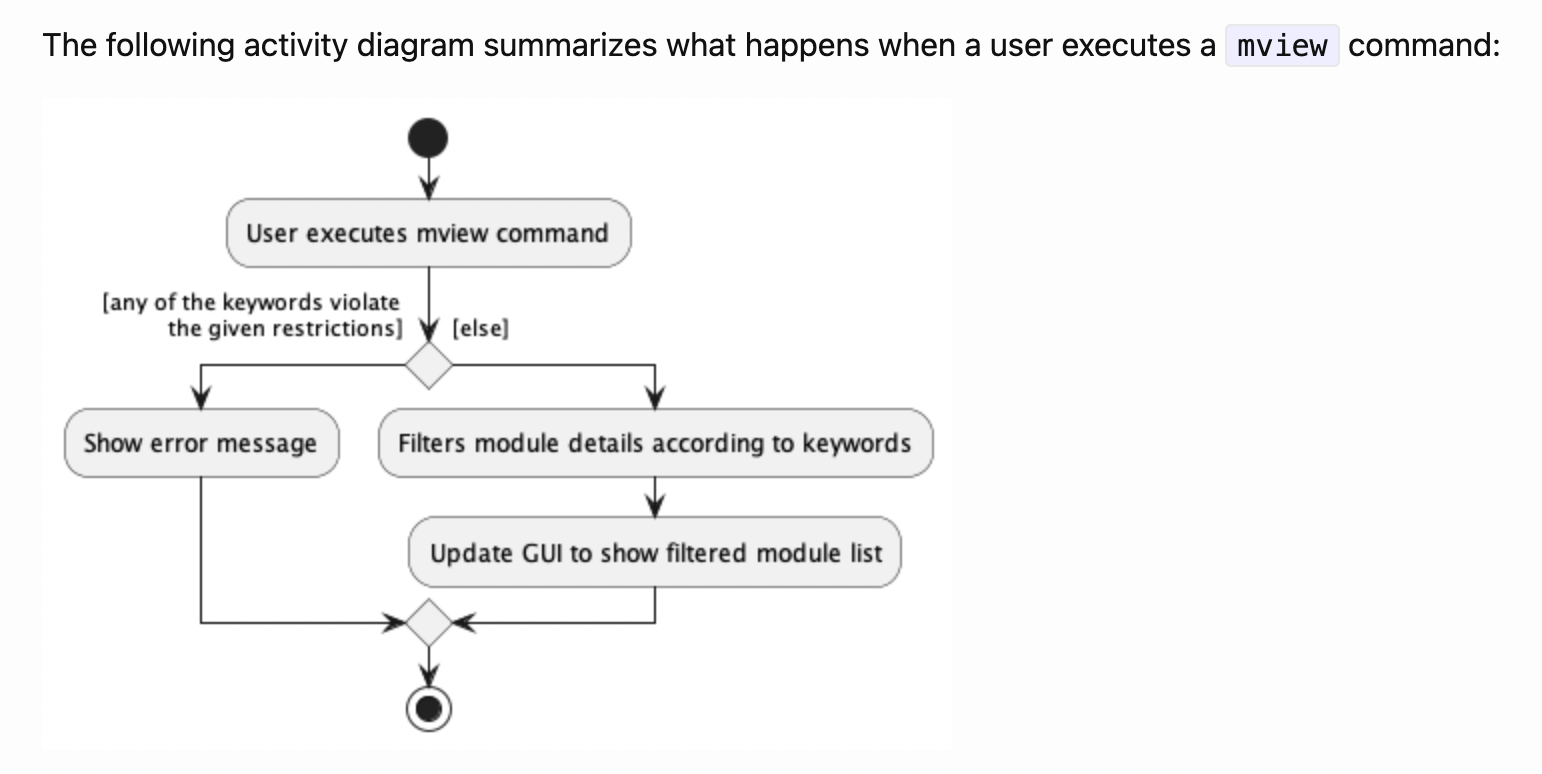 The following activity diagram summarizes what happens when a user executes a mview command:
User executes mview command
[any of the keywords violate
the given restrictions]
[else]
Show error message
Filters module details according to keywords
Update GUI to show filtered module list